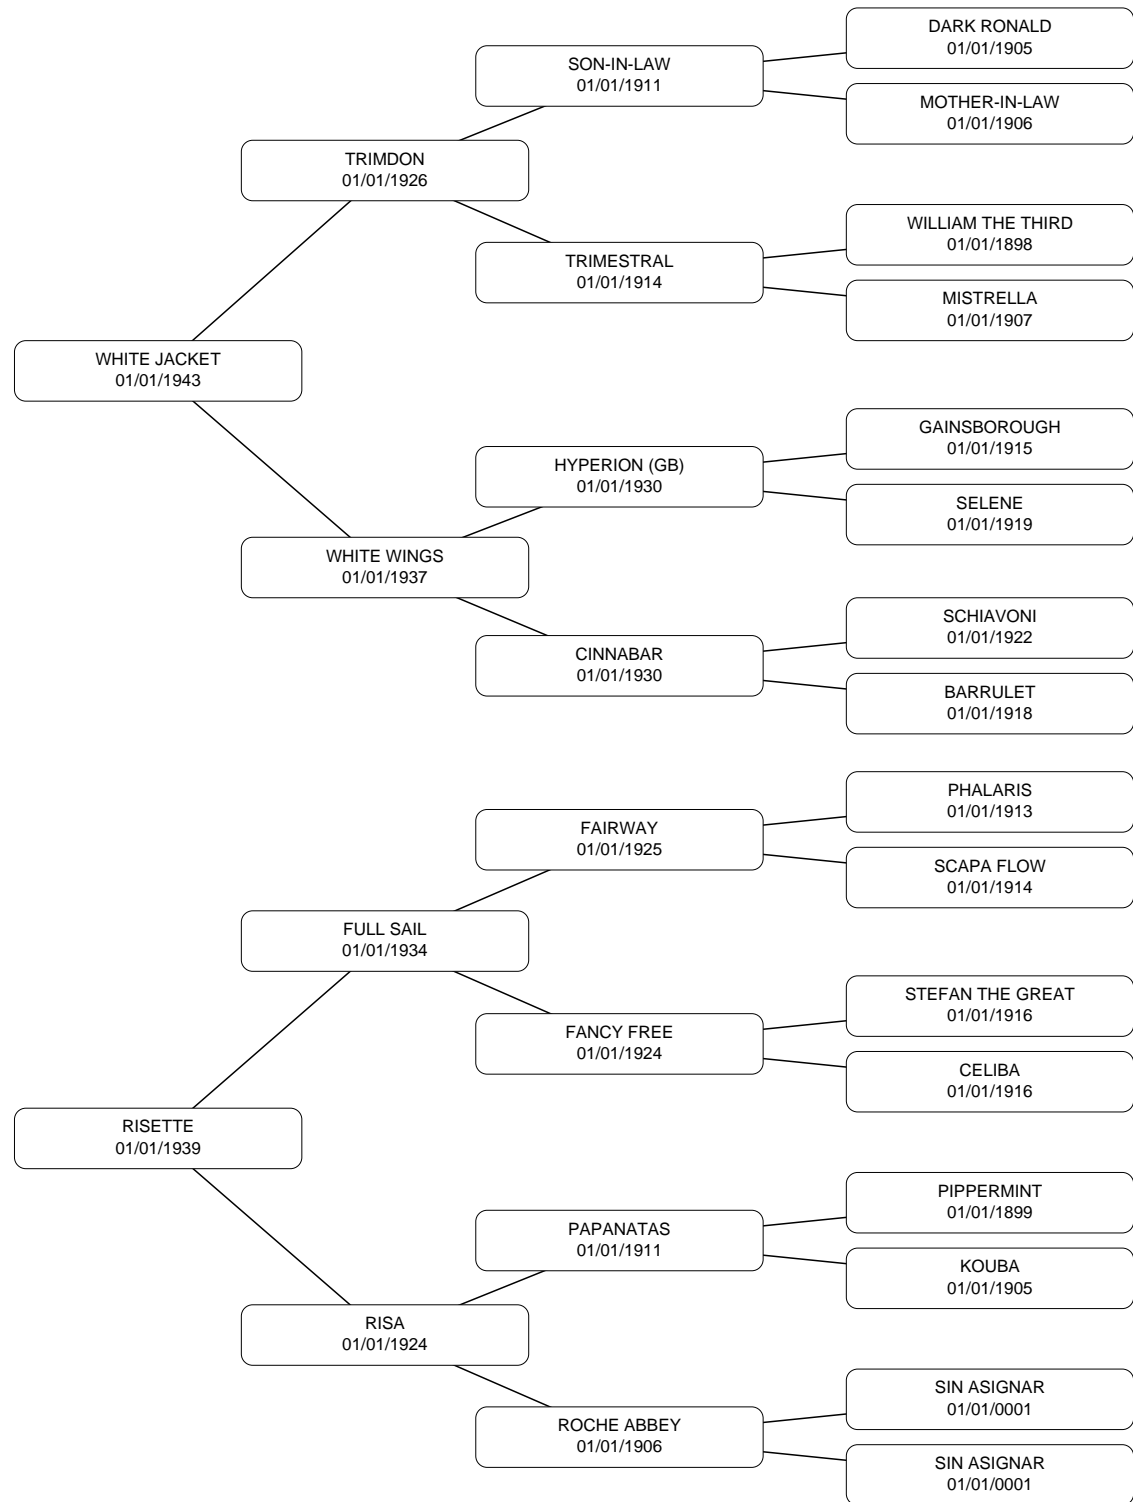 DARK RONALD
01/01/1905
SON-IN-LAW
01/01/1911
MOTHER-IN-LAW
01/01/1906
TRIMDON
01/01/1926
WILLIAM THE THIRD
01/01/1898
TRIMESTRAL
01/01/1914
MISTRELLA
01/01/1907
WHITE JACKET
01/01/1943
GAINSBOROUGH
01/01/1915
HYPERION (GB)
01/01/1930
SELENE
01/01/1919
WHITE WINGS
01/01/1937
SCHIAVONI
01/01/1922
CINNABAR
01/01/1930
BARRULET
01/01/1918
PHALARIS
01/01/1913
FAIRWAY
01/01/1925
SCAPA FLOW
01/01/1914
FULL SAIL
01/01/1934
STEFAN THE GREAT
01/01/1916
FANCY FREE
01/01/1924
CELIBA
01/01/1916
RISETTE
01/01/1939
PIPPERMINT
01/01/1899
PAPANATAS
01/01/1911
KOUBA
01/01/1905
RISA
01/01/1924
SIN ASIGNAR
01/01/0001
ROCHE ABBEY
01/01/1906
SIN ASIGNAR
01/01/0001